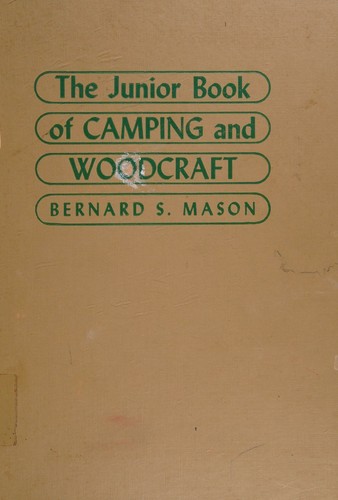 The Junior Book
of CAMPING and
WOODCRAFT
BERNARD S. MASON